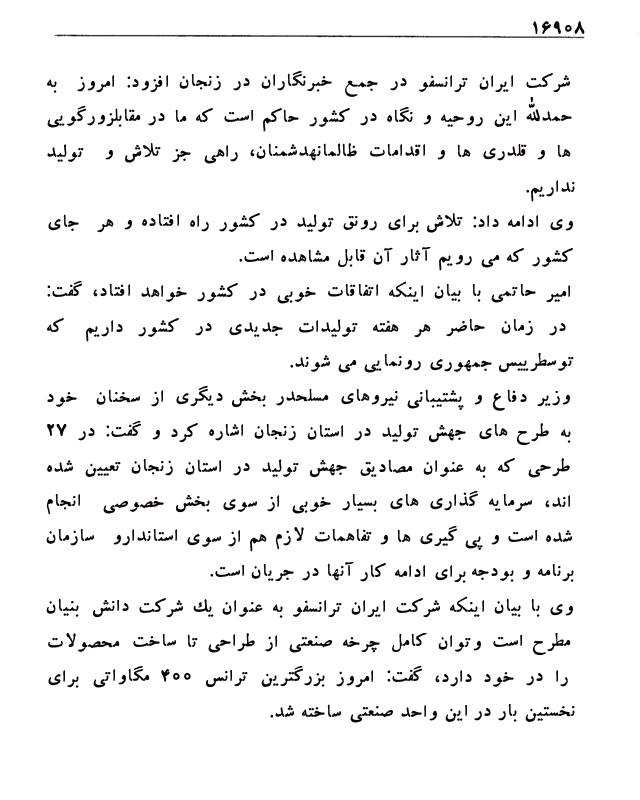 ۱۶۹۰۸
شرکت ایران ترانسفو در جمع خبرنگاران در زنجان افزود: امروز به
حمدلله این روحیه و نگاه در کشور حاکم است که ما در مقابلزورگویی
ها و قلدری ها و اقدامات ظالمانهدشمنان، راهی جز تلاش و تولید
نداریم.
وی ادامه داد: تلاش برای رونق تولید در کشور راه افتاده و هر جای
کشور که می رویم آثار آن قابل مشاهده است.
امیر حاتمی با بیان اینکه اتفاقات خوبی در کشور خواهد افتاد، گفت:
در زمان حاضر هر هفته تولیدات جدیدی در کشور داریم که
توسطرییس جمهوری رونمایی می شوند.
وزیر دفاع و پشتیبانی نیروهای مسلحدر بخش دیگری از سخنان خود
به طرح های جهش تولید در استان زنجان اشاره کرد و گفت: در ۲۷
طرحی که به عنوان مصادیق جهش تولید در استان زنجان تعیین شده
اند، سرمایه گذاری های بسیار خوبی از سوی بخش خصوصی انجام
شده است و پی گیری ها و تفاهمات لازم هم از سوی استاندارو سازمان
برنامه و بودجه برای ادامه کار آنها در جریان است.
وی با بیان اینکه شرکت ایران ترانسفو به عنوان یك شرکت دانش بنیان
مطرح است وتوان کامل چرخه صنعتی از طراحی تا ساخت محصولات
را در خود دارد، گفت: امروز بزرگترین ترانس ۴۰۰ مگاواتی برای
نخستین بار در این واحد صنعتی ساخته شد.